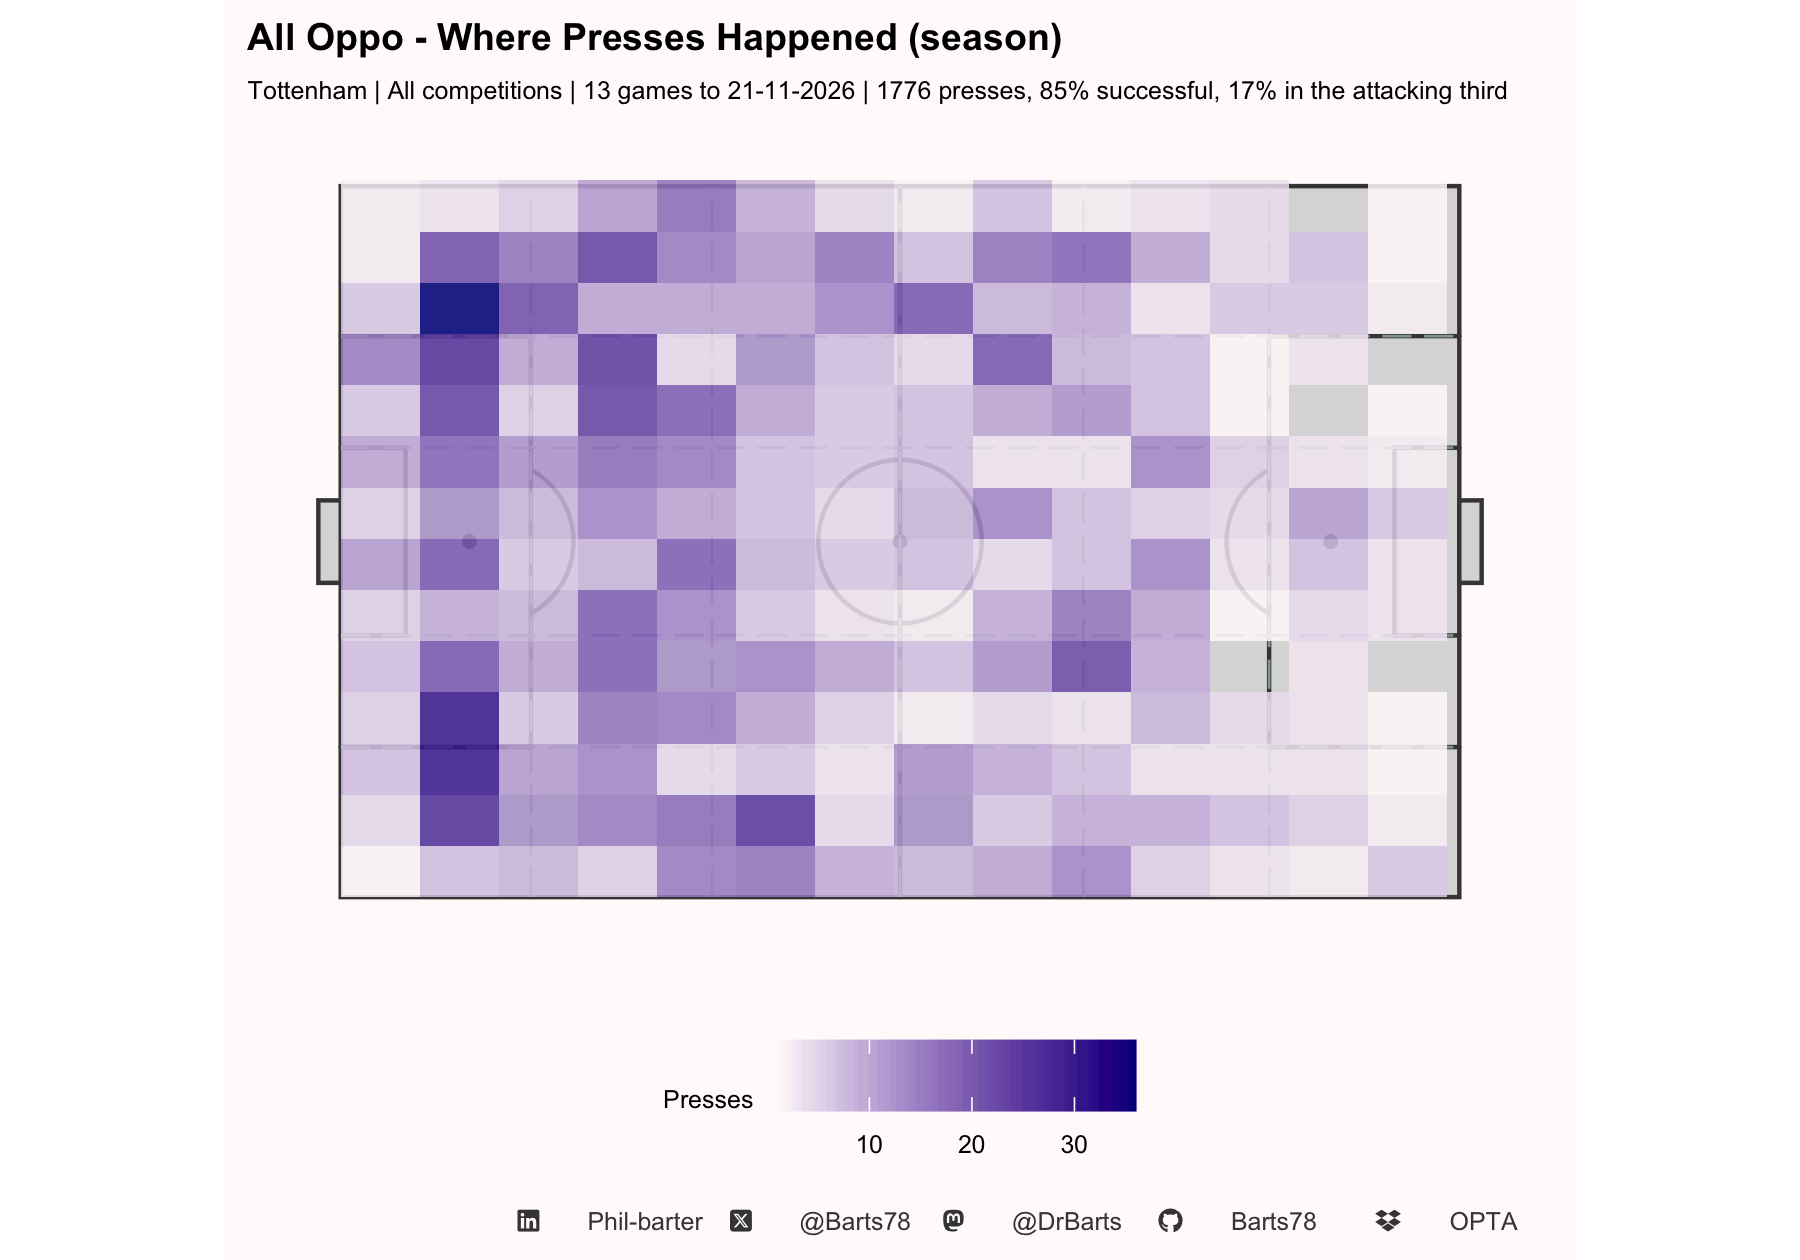 All Oppo - Where Presses Happened (season)
Tottenham | All competitions | 13 games to 21-11-2026 | 1776 presses, 85% successful, 17% in the attacking third
Presses
10 20 30
Phil-barter @Barts78 @DrBarts Barts78 OPTA